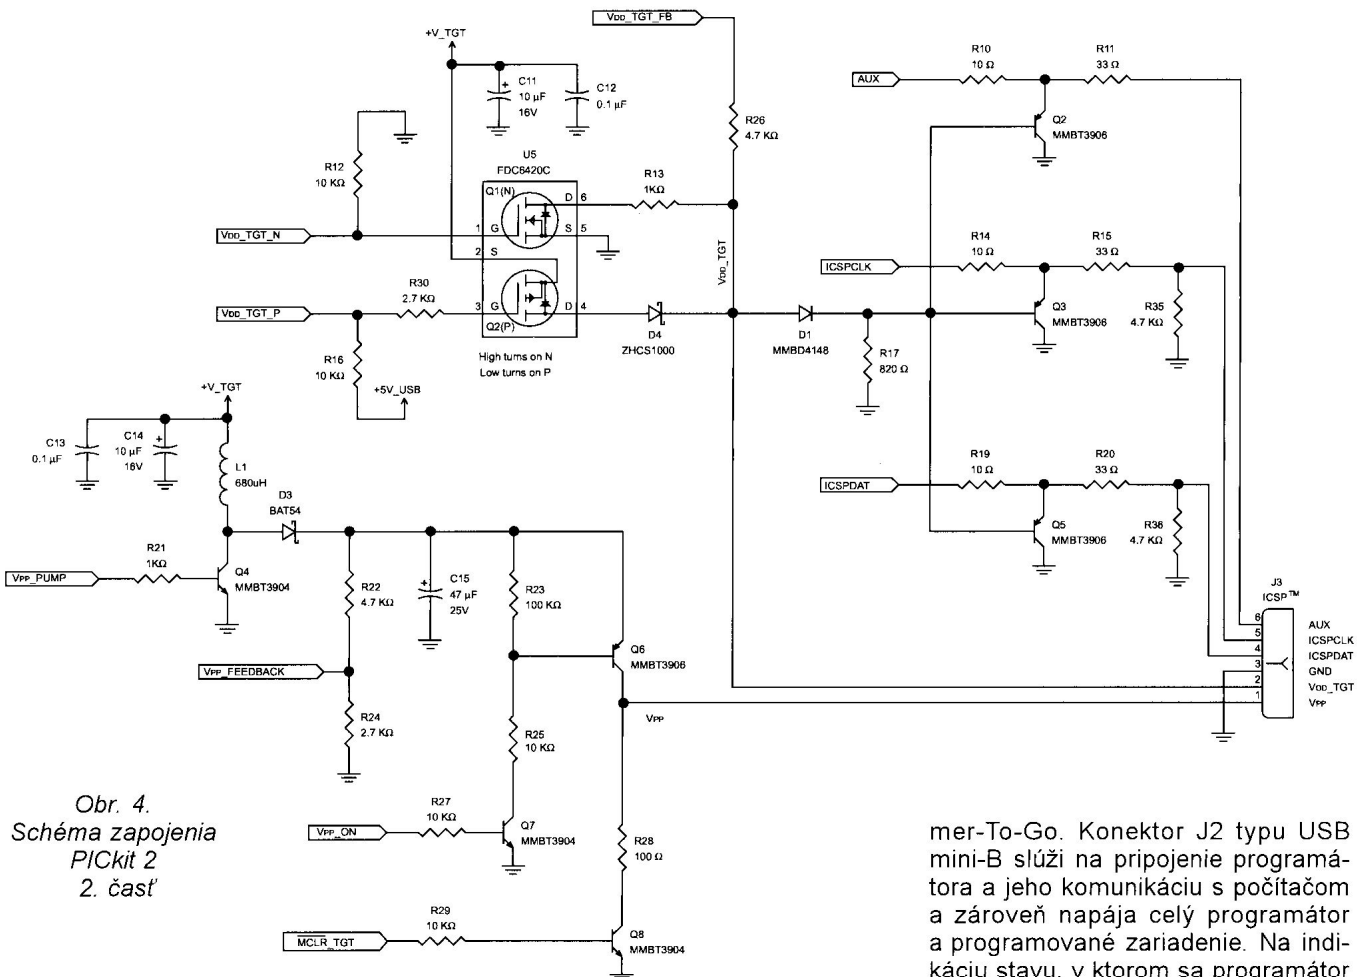 VDD_TGT_FB
+V_TGT
C11
10 µF
16V
C12
0.1 µF
R10
10 Ω
R11
33 Ω
AUX
Q2
MMBT3906
R26
4.7 KΩ
R12
10 KΩ
U5
FDC6420C
Q1(N)
D
6
R13
1KΩ
VDD_TGT_N
1
G
S
5
2
S
VDD_TGT
R14
10 Ω
R15
33 Ω
ICSPCLK
R30
2.7 KΩ
VDD_TGT_P
3
G
D
4
Q2(P)
D4
ZHCS1000
D1
MMBD4148
Q3
MMBT3906
R35
4.7 KΩ
R16
10 KΩ
+5V_USB
High turns on N
Low turns on P
R17
820 Ω
+V_TGT
C13
0.1 µF
C14
10 µF
16V
L1
680uH
D3
BAT54
R19
10 Ω
R20
33 Ω
ICSPDAT
Q5
MMBT3906
R36
4.7 KΩ
R21
1KΩ
VPP_PUMP
Q4
MMBT3904
R22
4.7 KΩ
C15
47 µF
25V
R23
100 KΩ
J3
ICSP™
6
AUX
5
ICSPCLK
4
ICSPDAT
3
GND
2
VDD_TGT
1
VPP
Q6
MMBT3906
VPP_FEEDBACK
R24
2.7 KΩ
R25
10 KΩ
VPP
R27
10 KΩ
VPP_ON
Q7
MMBT3904
R28
100 Ω
R29
10 KΩ
MCLR_TGT
Q8
MMBT3904
Obr. 4.
Schéma zapojenia
PICkit 2
2. časť
mer-To-Go. Konektor J2 typu USB
mini-B slúži na pripojenie programá-
tora a jeho komunikáciu s počítačom
a zároveň napája celý programátor
a programované zariadenie. Na indi-
káciu stavu, v ktorom sa programátor